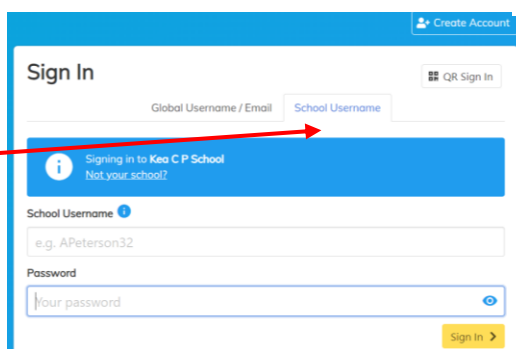 Create Account
Sign In
QR Sign In
Global Username / Email School Username
Signing in to Kea C P School
Not your school?
School Username
e.g. APeterson32
Password
Your password
Sign In